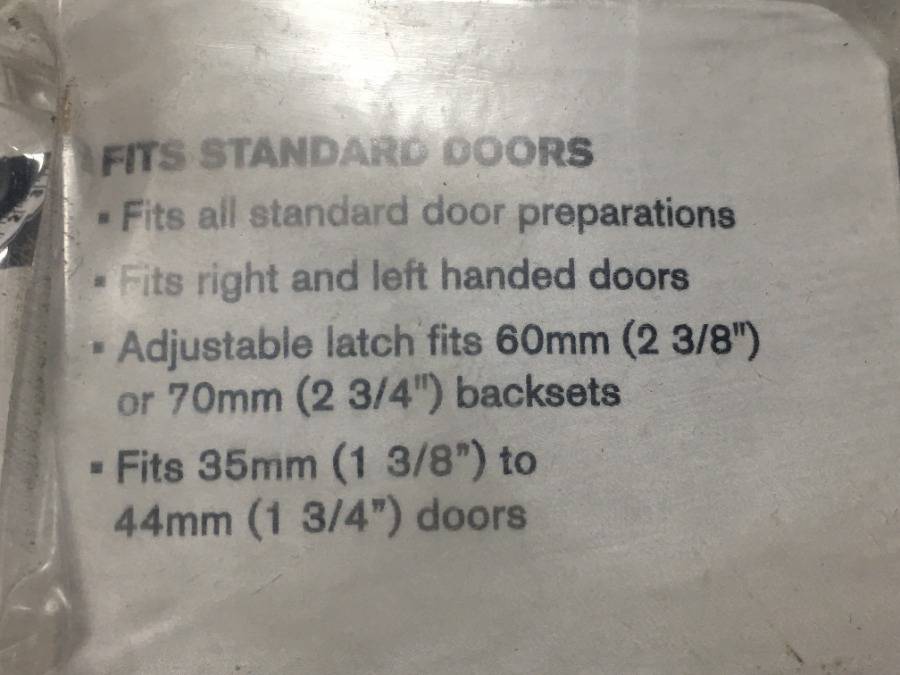 FITS STANDARD DOORS
▪ Fits all standard door preparations
▪ Fits right and left handed doors
▪ Adjustable latch fits 60mm (2 3/8")
or 70mm (2 3/4") backsets
▪ Fits 35mm (1 3/8”) to
44mm (1 3/4”) doors